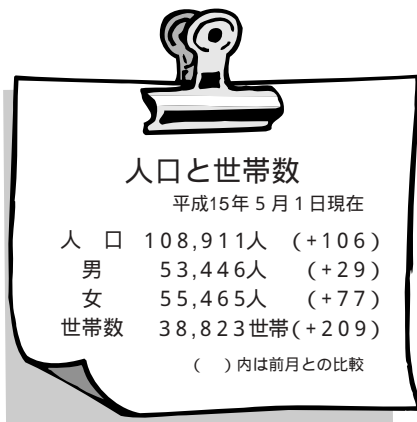 人口と世帯数
平成15年5月1日現在
人　口 108,911人 (+106)
男 53,446人 (+29)
女 55,465人 (+77)
世帯数 38,823世帯(+209)
(　)内は前月との比較